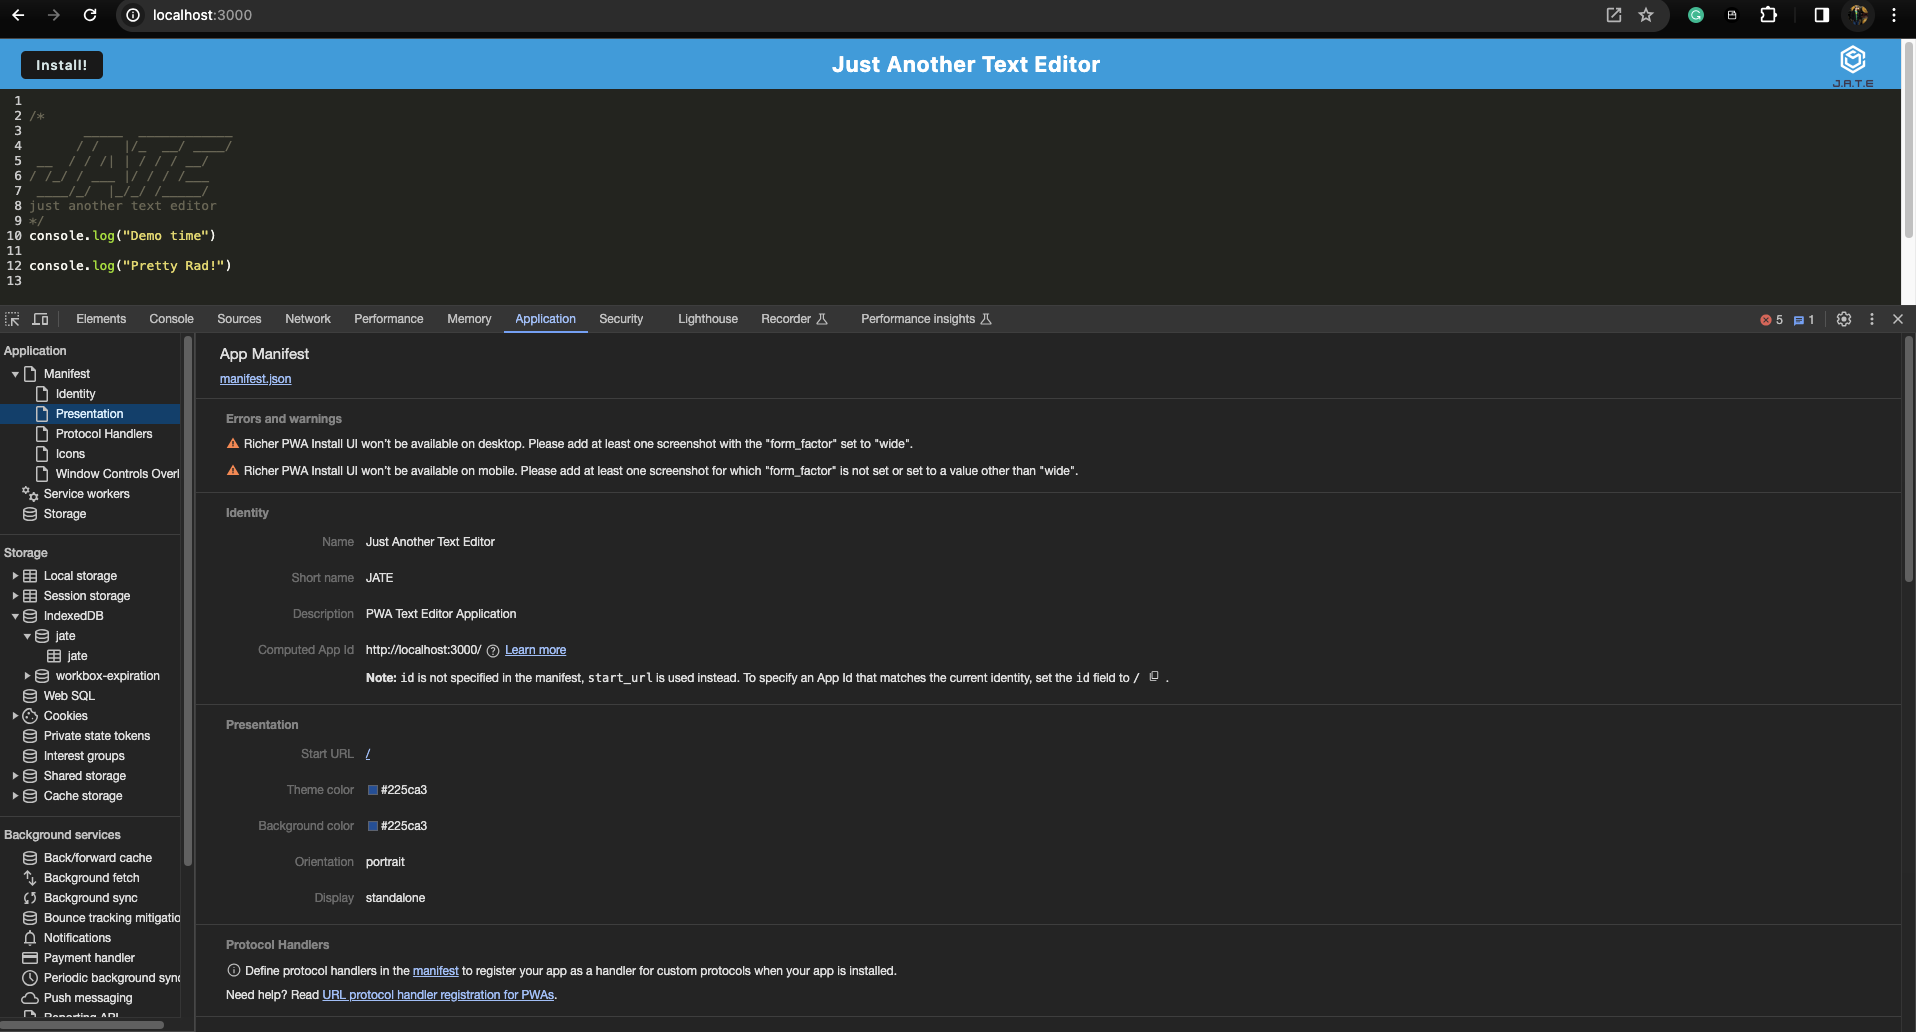 localhost:3000
Install!
Just Another Text Editor
J.A.T.E
1
2 /*
3         _____  ____________
4       / /   |/_  __/ ____/
5  __  / / /| | / / / __/
6 / /_/ / ___ |/ / / /___
7  ____/_/  |_/_/ /_____/
8 just another text editor
9 */
10 console.log("Demo time")
11
12 console.log("Pretty Rad!")
13
Elements Console Sources Network Performance Memory Application Security Lighthouse Recorder Performance insights 5 1
Application
Manifest
Identity
Presentation
Protocol Handlers
Icons
Window Controls Overl
Service workers
Storage
Storage
Local storage
Session storage
IndexedDB
jate
jate
workbox-expiration
Web SQL
Cookies
Private state tokens
Interest groups
Shared storage
Cache storage
Background services
Back/forward cache
Background fetch
Background sync
Bounce tracking mitigatio
Notifications
Payment handler
Periodic background sync
Push messaging
Reporting API
App Manifest
manifest.json
Errors and warnings
Richer PWA Install UI won't be available on desktop. Please add at least one screenshot with the "form_factor" set to "wide".
Richer PWA Install UI won't be available on mobile. Please add at least one screenshot for which "form_factor" is not set or set to a value other than "wide".
Identity
Name Just Another Text Editor
Short name JATE
Description PWA Text Editor Application
Computed App Id http://localhost:3000/ Learn more
Note: id is not specified in the manifest, start_url is used instead. To specify an App Id that matches the current identity, set the id field to / .
Presentation
Start URL /
Theme color #225ca3
Background color #225ca3
Orientation portrait
Display standalone
Protocol Handlers
Define protocol handlers in the manifest to register your app as a handler for custom protocols when your app is installed.
Need help? Read URL protocol handler registration for PWAs.